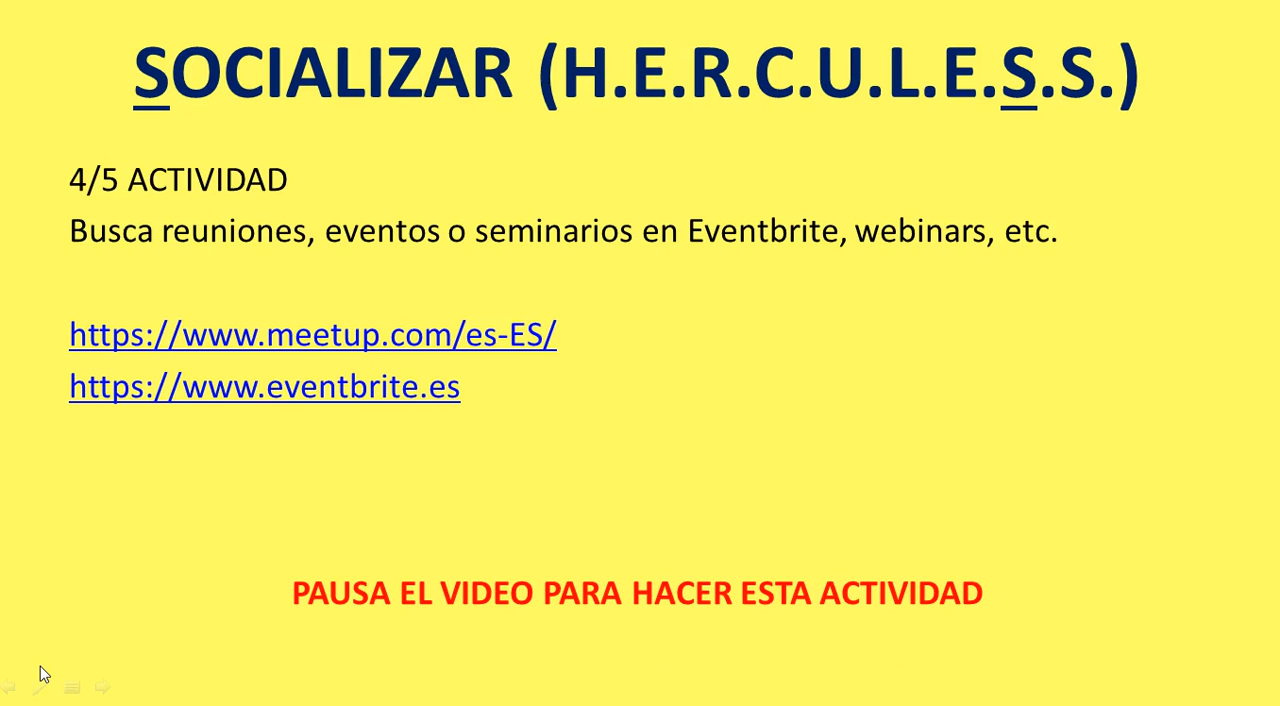 SOCIALIZAR (H.E.R.C.U.L.E.S.S.)
4/5 ACTIVIDAD
Busca reuniones, eventos o seminarios en Eventbrite, webinars, etc.
https://www.meetup.com/es-ES/
https://www.eventbrite.es
PAUSA EL VIDEO PARA HACER ESTA ACTIVIDAD